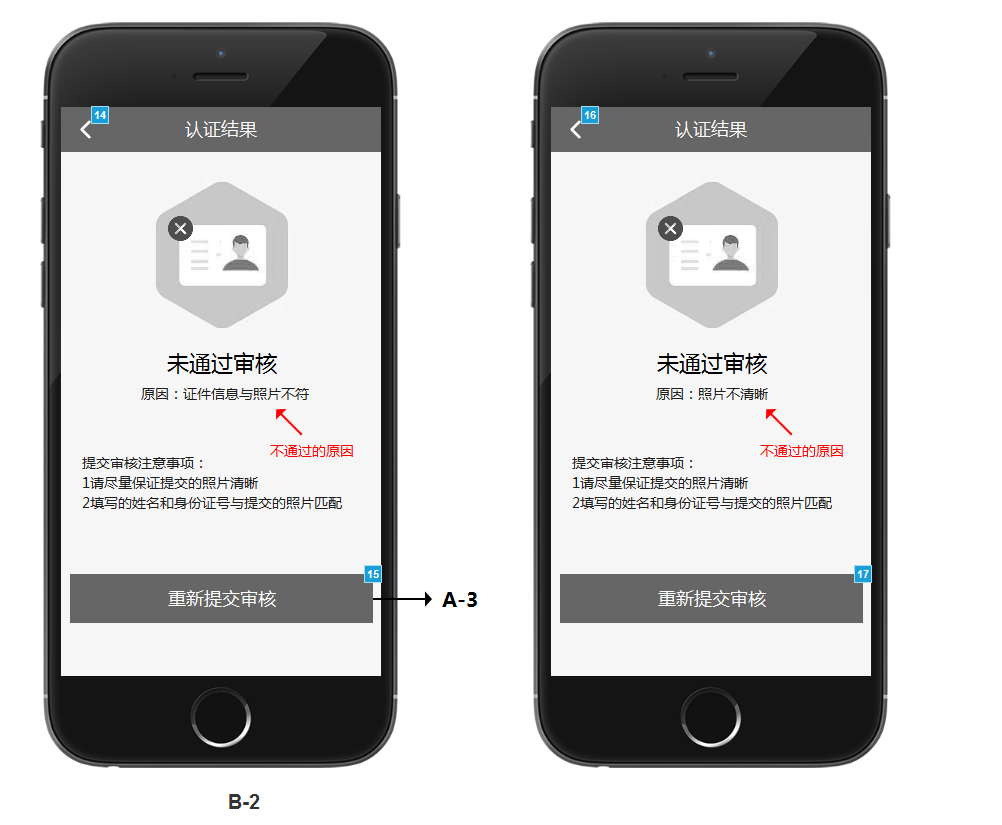 14
认证结果
未通过审核
原因：证件信息与照片不符
不通过的原因
提交审核注意事项：
1请尽量保证提交的照片清晰
2填写的姓名和身份证号与提交的照片匹配
15
重新提交审核
A-3
B-2
16
认证结果
未通过审核
原因：照片不清晰
不通过的原因
提交审核注意事项：
1请尽量保证提交的照片清晰
2填写的姓名和身份证号与提交的照片匹配
17
重新提交审核